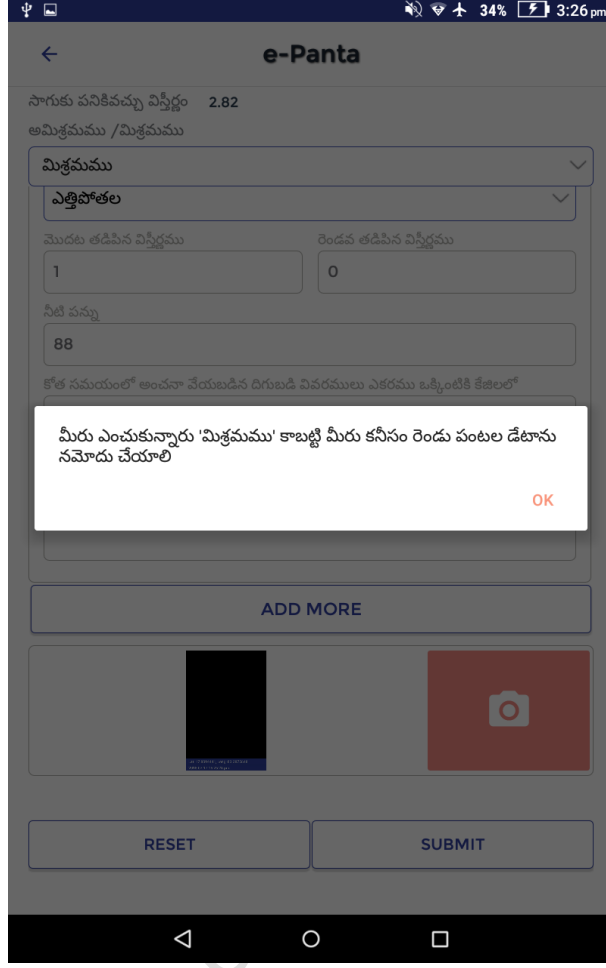 34% 3:26 pm
e-Panta
సాగుకు పనికివచ్చు విస్తీర్ణం 2.82
అమిశ్రమము /మిశ్రమము
మిశ్రమము
ఎత్తిపోతల
మొదట తడిపిన విస్తీర్ణము రెండవ తడిపిన విస్తీర్ణము
1 0
నీటి పన్ను
88
కోత సమయంలో అంచనా వేయబడిన దిగుబడి వివరములు ఎకరము ఒక్కింటికి కేజిలలో
మీరు ఎంచుకున్నారు 'మిశ్రమము' కాబట్టి మీరు కనీసం రెండు పంటల డేటాను
నమోదు చేయాలి
OK
ADD MORE
RESET SUBMIT